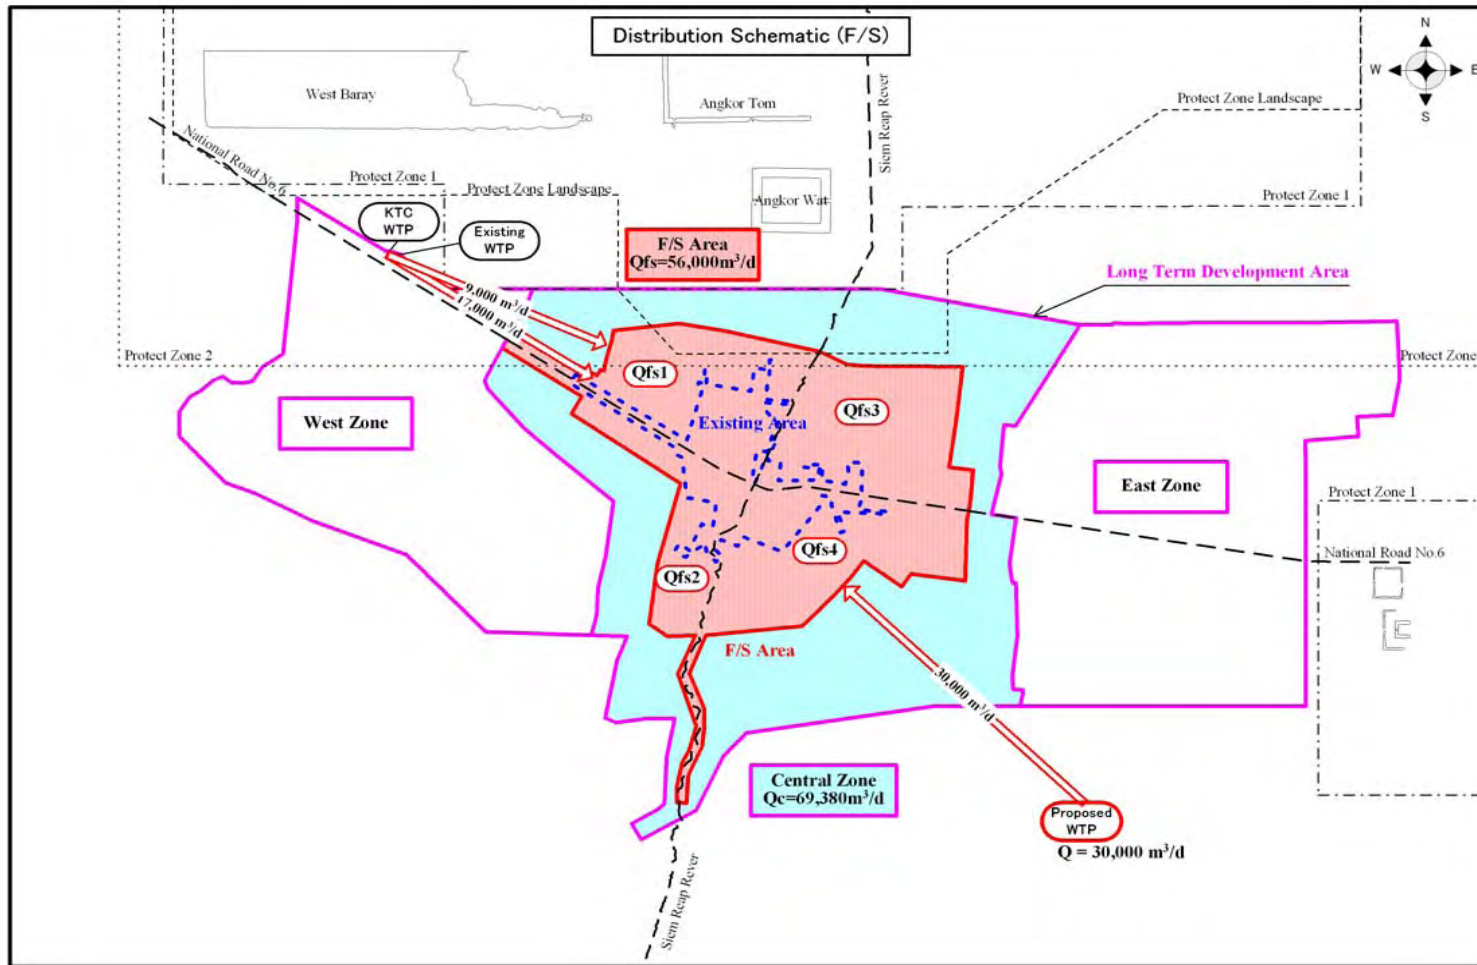 Distribution Schematic (F/S)
N
W
E
S
West Baray
Angkor Tom
Siem Reap Rever
Protect Zone Landscape
National Road No.6
Protect Zone 1
Protect Zone Landscape
Angkor Wat
Protect Zone 1
KTC
WTP
Existing
WTP
F/S Area
Qfs=56,000m³/d
Long Term Development Area
9,000 m³/d
17,000 m³/d
Protect Zone 2
Protect Zone
Qfs1
Qfs3
West Zone
Existing Area
East Zone
Protect Zone 1
Qfs4
National Road No.6
Qfs2
F/S Area
30,000 m³/d
Central Zone
Qc=69,380m³/d
Proposed
WTP
Q = 30,000 m³/d
Siem Reap Rever